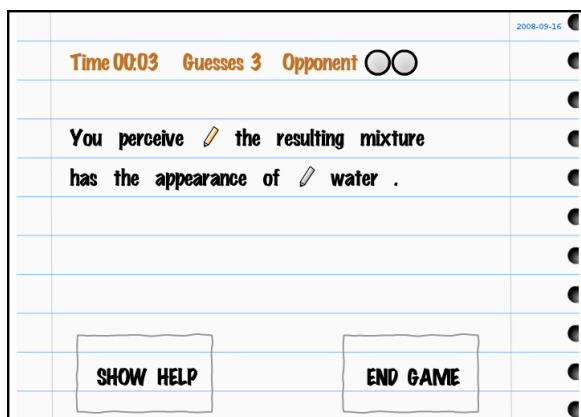 2008-09-16
Time 00:03 Guesses 3 Opponent
You perceive the resulting mixture
has the appearance of water .
SHOW HELP END GAME